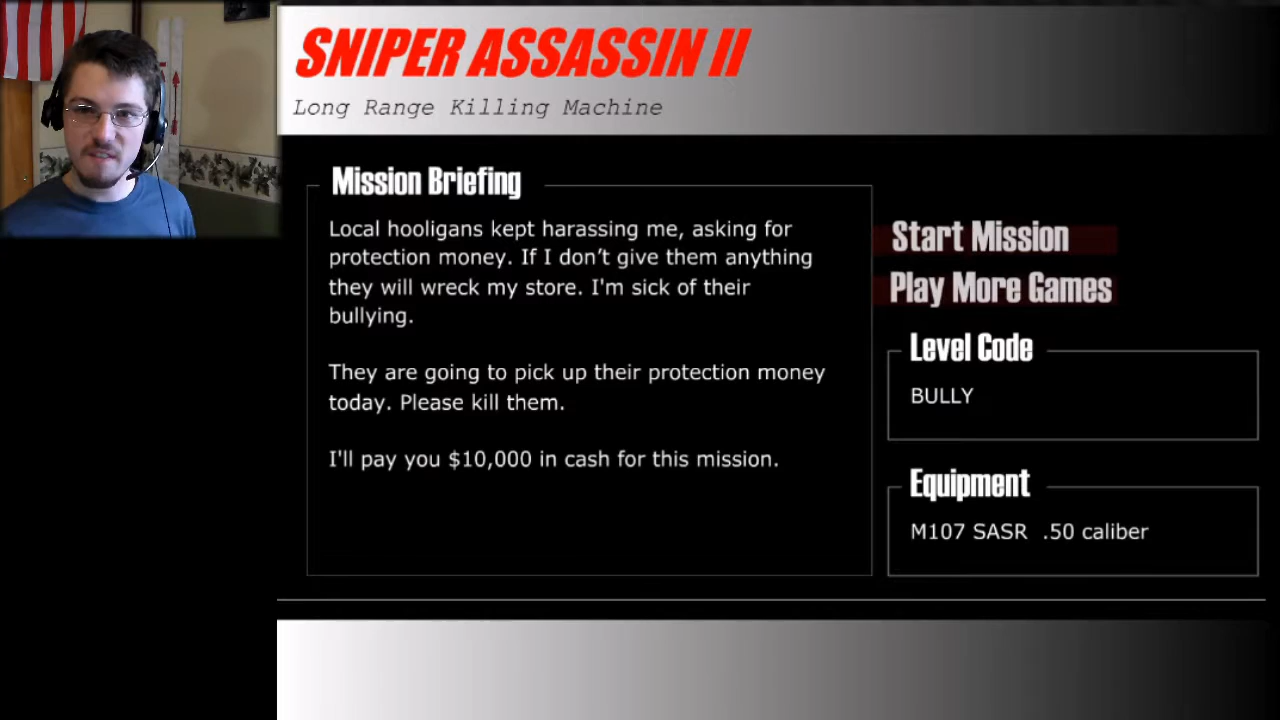 SNIPER ASSASSIN II
Long Range Killing Machine
Mission Briefing
Local hooligans kept harassing me, asking for
protection money. If I don’t give them anything
they will wreck my store. I'm sick of their
bullying.
They are going to pick up their protection money
today. Please kill them.
I'll pay you $10,000 in cash for this mission.
Start Mission
Play More Games
Level Code
BULLY
Equipment
M107 SASR .50 caliber